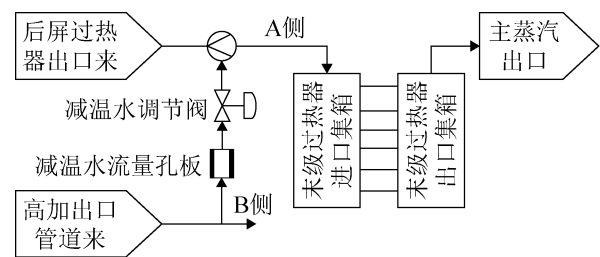 后屏过热
器出口来
A侧
主蒸汽
出口
减温水调节阀
末级过热器
进口集箱
末级过热器
出口集箱
减温水流量孔板
高加出口
管道来
B侧